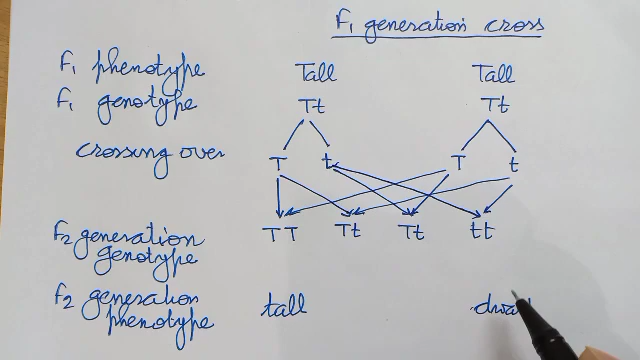 F₁ generation cross
F₁ phenotype Tall Tall
F₁ genotype Tt Tt
crossing over T t T t
F₂ generation genotype TT Tt Tt tt
F₂ generation phenotype tall